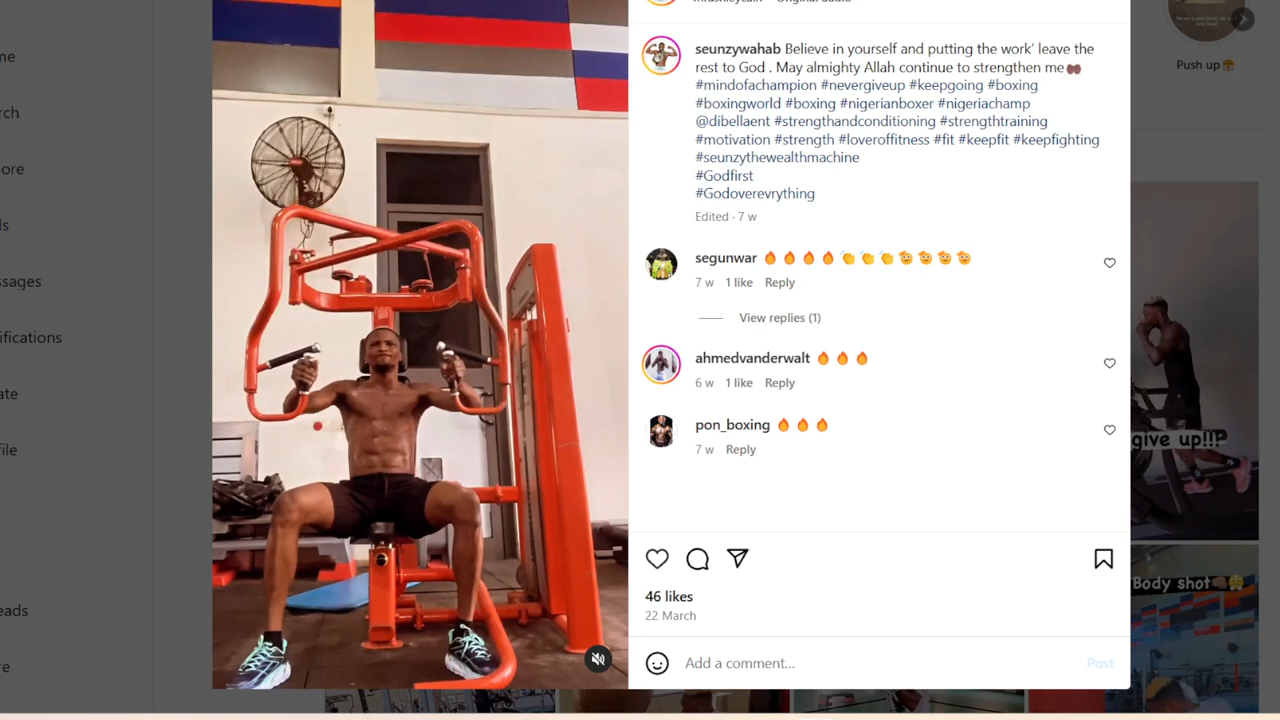 Original audio
me
rch
ore
ls
ssages
ifications
ate
file
eads
re
seunzywahab Believe in yourself and putting the work' leave the
rest to God . May almighty Allah continue to strengthen me
#mindofachampion #nevergiveup #keepgoing #boxing
#boxingworld #boxing #nigerianboxer #nigeriachamp
@dibellaent #strengthandconditioning #strengthtraining
#motivation #strength #loveroffitness #fit #keepfit #keepfighting
#seunzythewealthmachine
#Godfirst
#Godoverevrything
Edited · 7 w
segunwar 🔥🔥🔥🔥👏👏👏🫡🫡🫡🫡
7 w 1 like Reply
View replies (1)
ahmedvanderwalt 🔥🔥🔥
6 w 1 like Reply
pon_boxing 🔥🔥🔥
7 w Reply
46 likes
22 March
Add a comment...
Post
Push up
give up!!!
Body shot